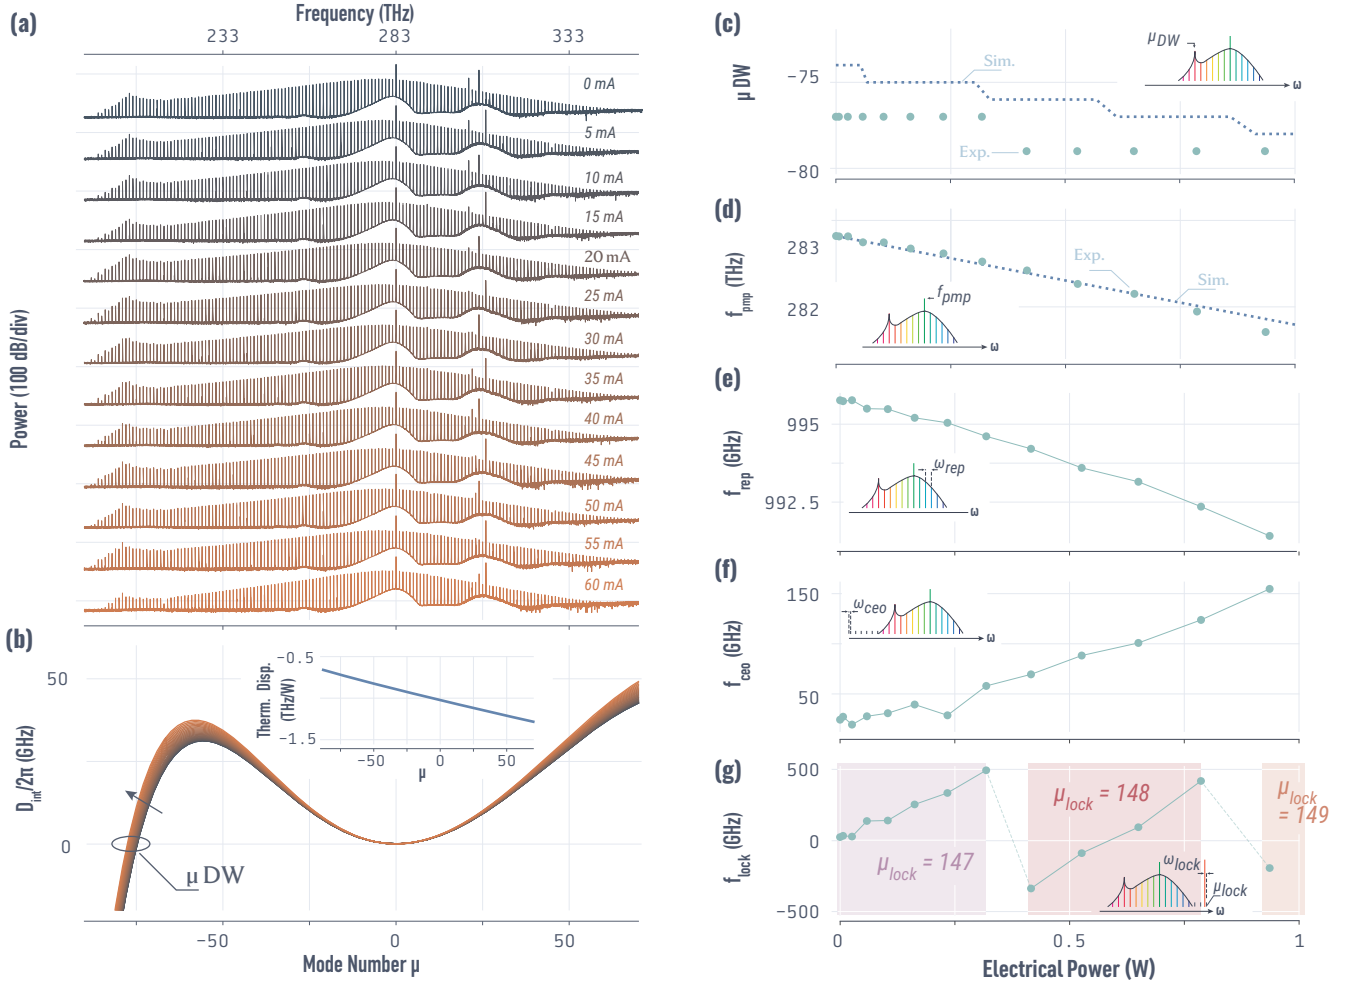 (a)
Frequency (THz)
233 283 333
0 mA
5 mA
10 mA
15 mA
20 mA
25 mA
30 mA
35 mA
40 mA
45 mA
50 mA
55 mA
60 mA
Power (100 dB/div)
(b)
50
0
D_int/2π (GHz)
μ DW
Therm. Disp.
(THz/W)
−0.5
−1.5
−50 0 50
μ
−50 0 50
Mode Number μ
(c)
μ DW
−75
−80
Sim.
Exp.
μ_DW
ω
(d)
f_pmp (THz)
283
282
Exp.
Sim.
f_pmp
ω
(e)
f_rep (GHz)
995
992.5
ω_rep
ω
(f)
f_ceo (GHz)
150
50
ω_ceo
ω
(g)
f_lock (GHz)
500
0
−500
μ_lock = 147
μ_lock = 148
μ_lock
= 149
ω_lock
μ_lock
ω
0 0.5 1
Electrical Power (W)